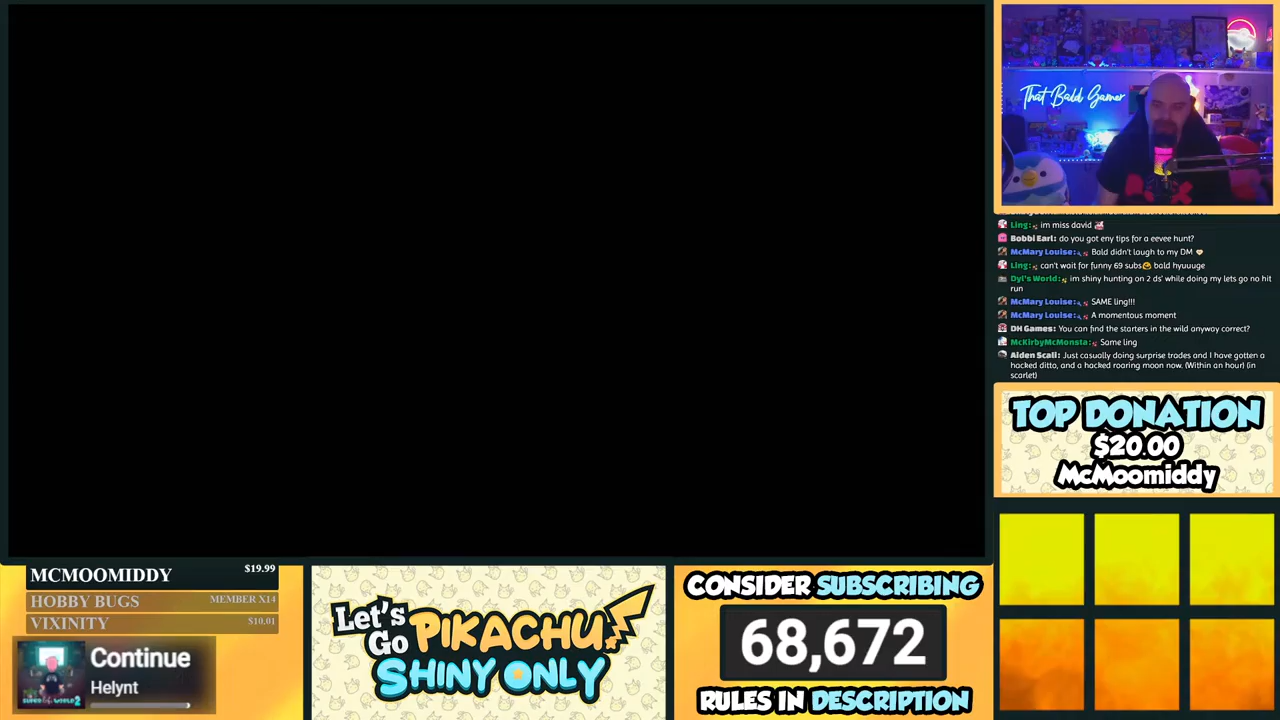 That Bald Gamer
Ling: im miss david
Bobbi Earl: do you got eny tips for a eevee hunt?
McMary Louise: Bald didn't laugh to my DM
Ling: can't wait for funny 69 subs bald hyuuuge
Dyl's World: im shiny hunting on 2 ds' while doing my lets go no hit
run
McMary Louise: SAME ling!!!
McMary Louise: A momentous moment
DH Games: You can find the starters in the wild anyway correct?
McKirbyMcMonsta: Same ling
Aiden Scali: Just casually doing surprise trades and I have gotten a
hacked ditto, and a hacked roaring moon now. (Within an hour) (in
scarlet)
TOP DONATION
$20.00
McMoomiddy
MCMOOMIDDY $19.99
HOBBY BUGS MEMBER X14
VIXINITY $10.01
Continue
Helynt
Let's
Go PIKACHU
SHINY ONLY
CONSIDER SUBSCRIBING
68,672
RULES IN DESCRIPTION